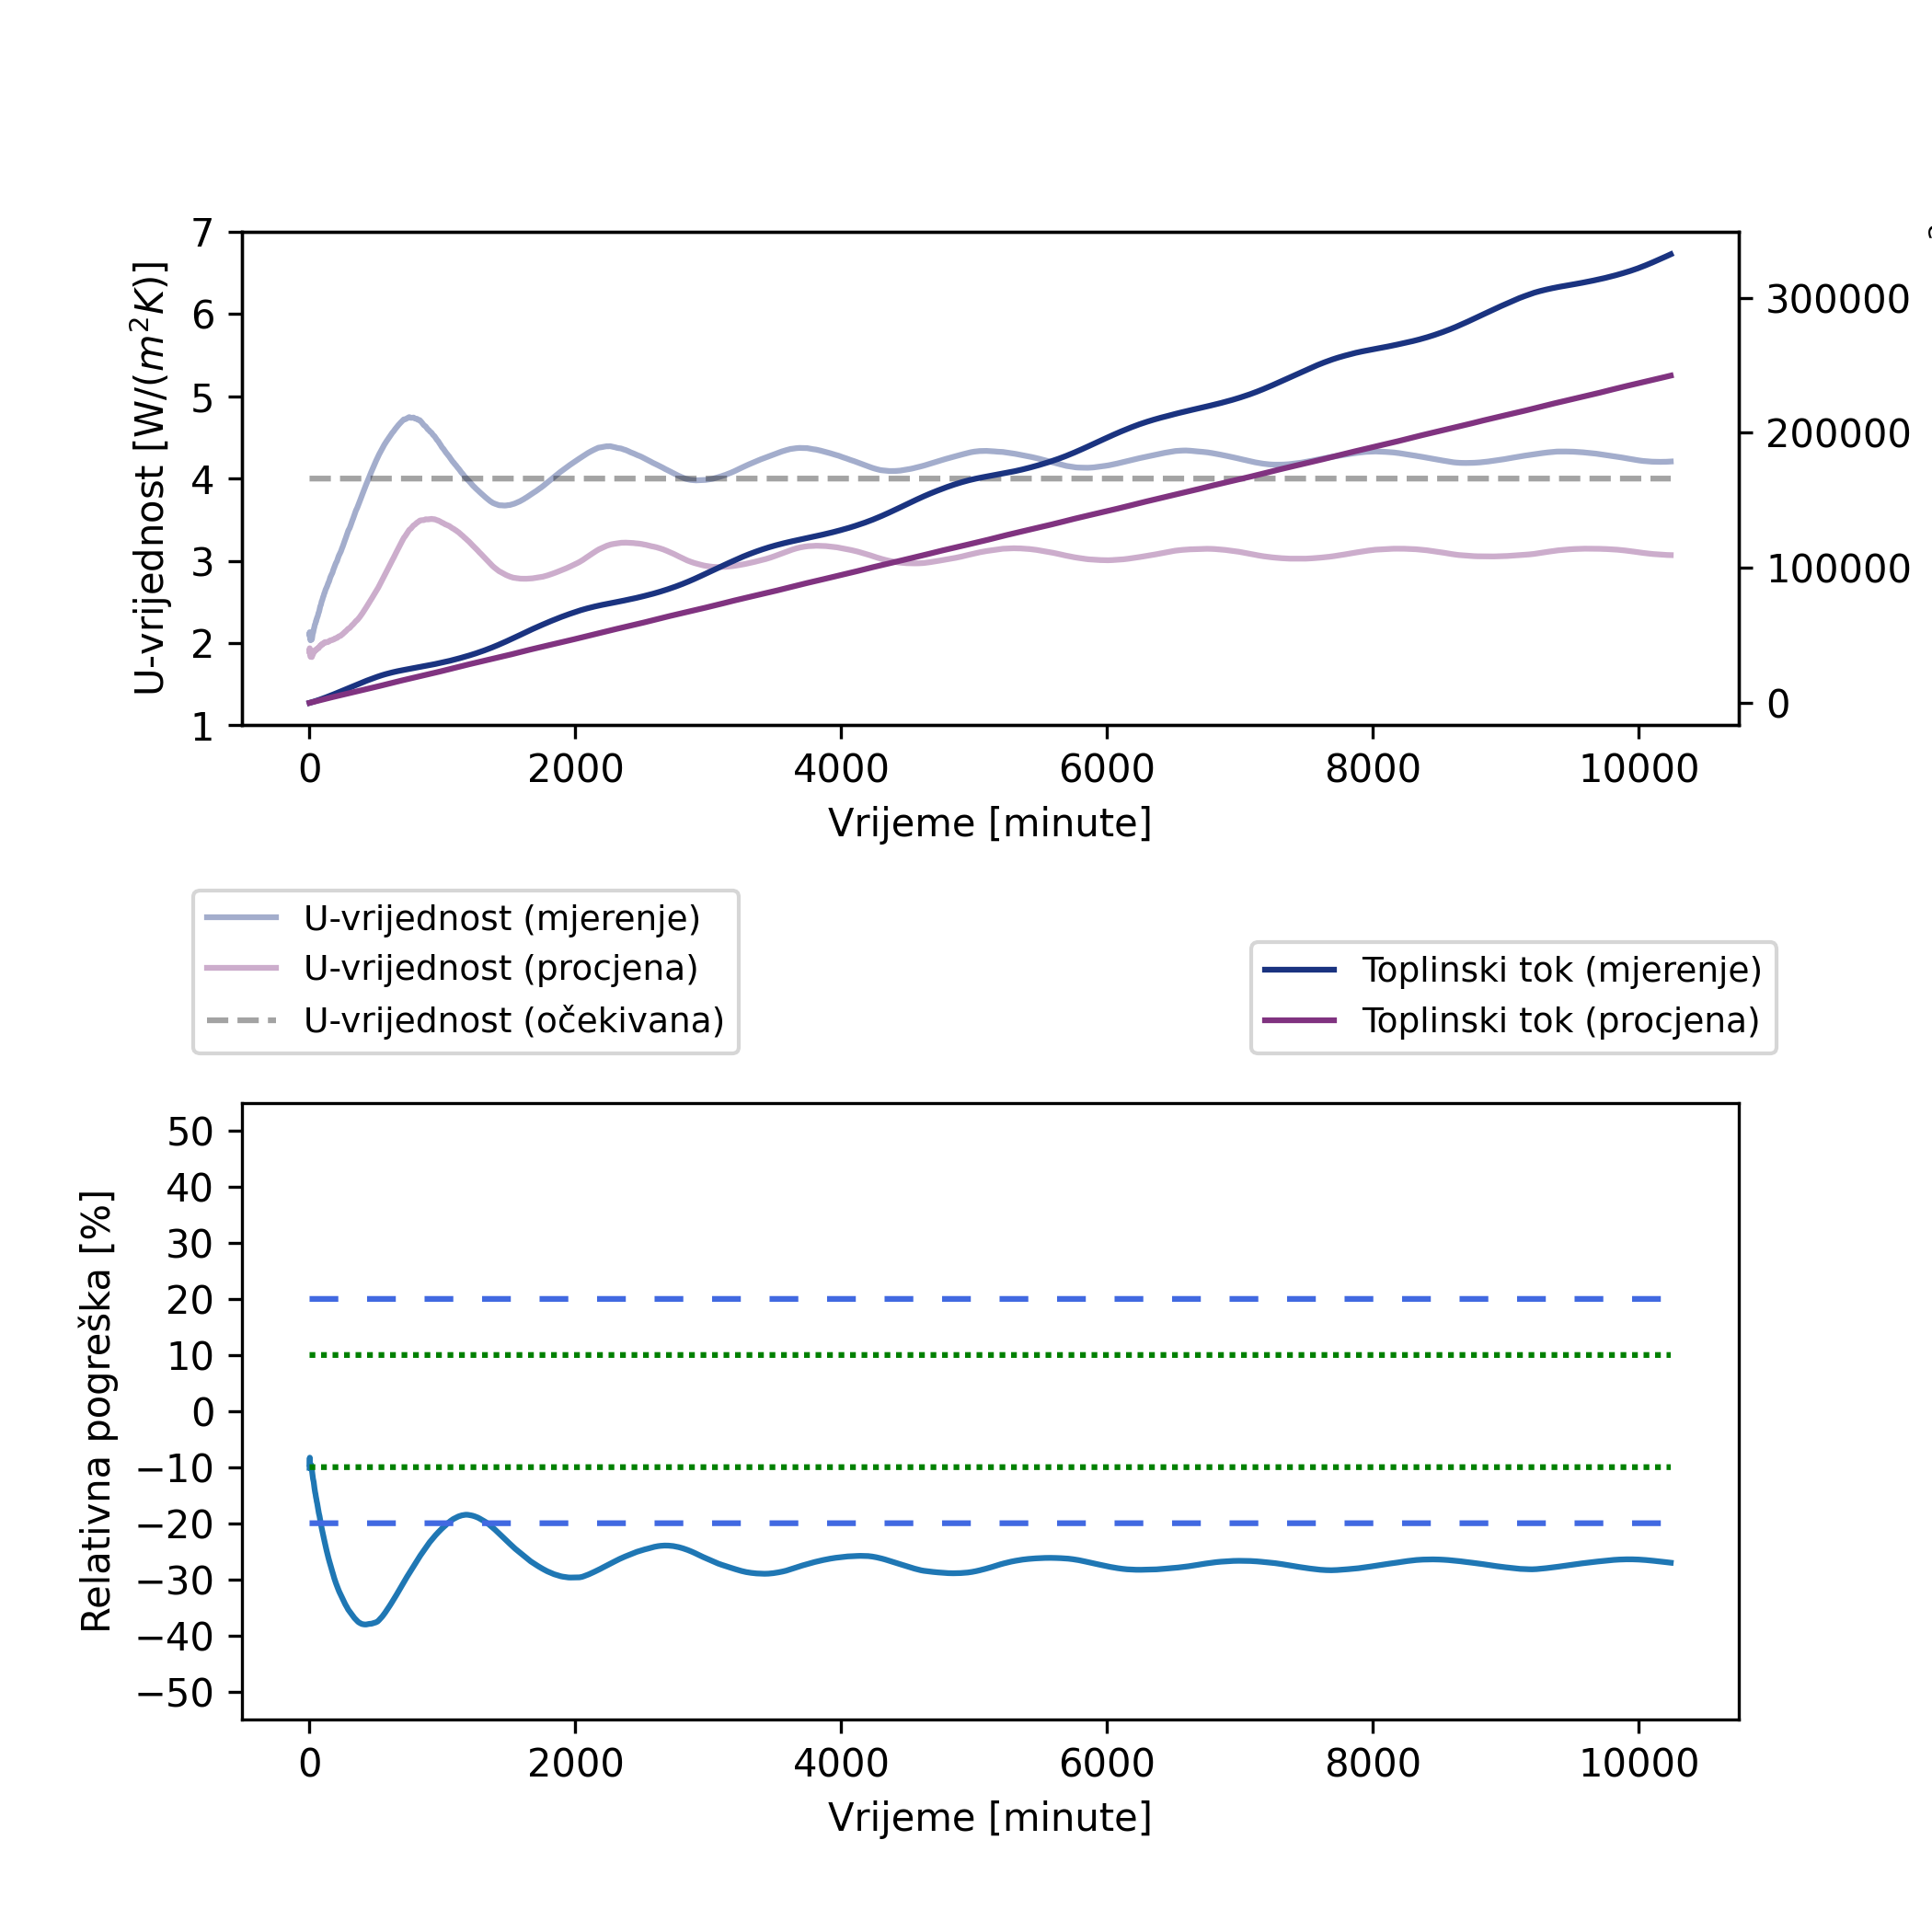 7
6
5
4
3
2
1
U-vrijednost [W/(m²K)]
300000
200000
100000
0
0 2000 4000 6000 8000 10000
Vrijeme [minute]
U-vrijednost (mjerenje)
U-vrijednost (procjena)
U-vrijednost (očekivana)
Toplinski tok (mjerenje)
Toplinski tok (procjena)
50
40
30
20
10
0
−10
−20
−30
−40
−50
Relativna pogreška [%]
0 2000 4000 6000 8000 10000
Vrijeme [minute]